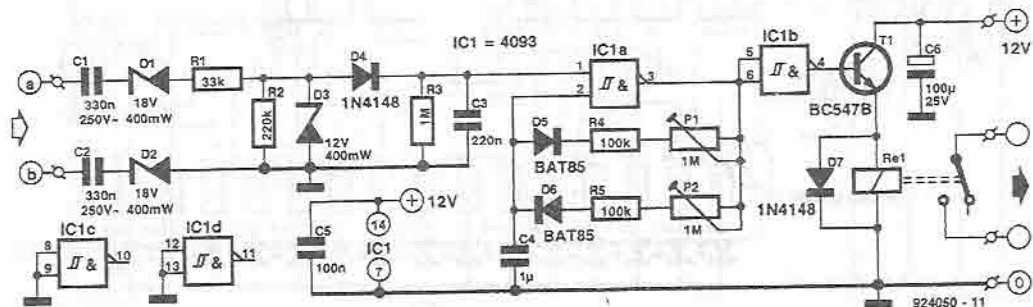 IC1 = 4093
a
C1
330n
250V~
D1
18V
400mW
R1
33k
R2
220k
D3
12V
400mW
D4
1N4148
R3
1M
C3
220n
1
2
IC1a
&
3
D5
BAT85
R4
100k
P1
1M
D6
BAT85
R5
100k
P2
1M
C4
1µ
5
6
IC1b
&
4
T1
BC547B
C6
100µ
25V
+
12V
D7
1N4148
Re1
b
C2
330n
250V~
D2
18V
400mW
IC1c
8
9
&
10
IC1d
12
13
&
11
C5
100n
+ 12V
14
IC1
7
0
924050 - 11